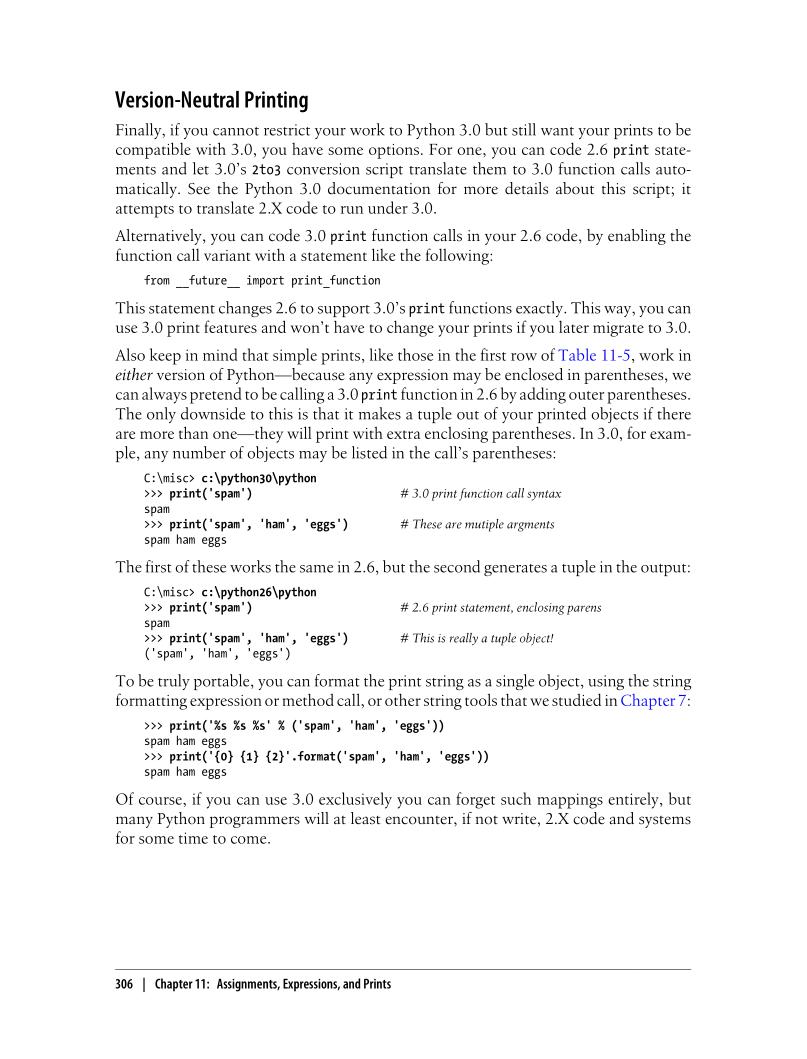 Version-Neutral Printing
Finally, if you cannot restrict your work to Python 3.0 but still want your prints to be
compatible with 3.0, you have some options. For one, you can code 2.6 print state-
ments and let 3.0's 2to3 conversion script translate them to 3.0 function calls auto-
matically. See the Python 3.0 documentation for more details about this script; it
attempts to translate 2.X code to run under 3.0.
Alternatively, you can code 3.0 print function calls in your 2.6 code, by enabling the
function call variant with a statement like the following:
from __future__ import print_function
This statement changes 2.6 to support 3.0's print functions exactly. This way, you can
use 3.0 print features and won't have to change your prints if you later migrate to 3.0.
Also keep in mind that simple prints, like those in the first row of Table 11-5, work in
either version of Python—because any expression may be enclosed in parentheses, we
can always pretend to be calling a 3.0 print function in 2.6 by adding outer parentheses.
The only downside to this is that it makes a tuple out of your printed objects if there
are more than one—they will print with extra enclosing parentheses. In 3.0, for exam-
ple, any number of objects may be listed in the call's parentheses:
C:\misc> c:\python30\python
>>> print('spam') # 3.0 print function call syntax
spam
>>> print('spam', 'ham', 'eggs') # These are mutiple argments
spam ham eggs
The first of these works the same in 2.6, but the second generates a tuple in the output:
C:\misc> c:\python26\python
>>> print('spam') # 2.6 print statement, enclosing parens
spam
>>> print('spam', 'ham', 'eggs') # This is really a tuple object!
('spam', 'ham', 'eggs')
To be truly portable, you can format the print string as a single object, using the string
formatting expression or method call, or other string tools that we studied in Chapter 7:
>>> print('%s %s %s' % ('spam', 'ham', 'eggs'))
spam ham eggs
>>> print('{0} {1} {2}'.format('spam', 'ham', 'eggs'))
spam ham eggs
Of course, if you can use 3.0 exclusively you can forget such mappings entirely, but
many Python programmers will at least encounter, if not write, 2.X code and systems
for some time to come.
306 | Chapter 11: Assignments, Expressions, and Prints